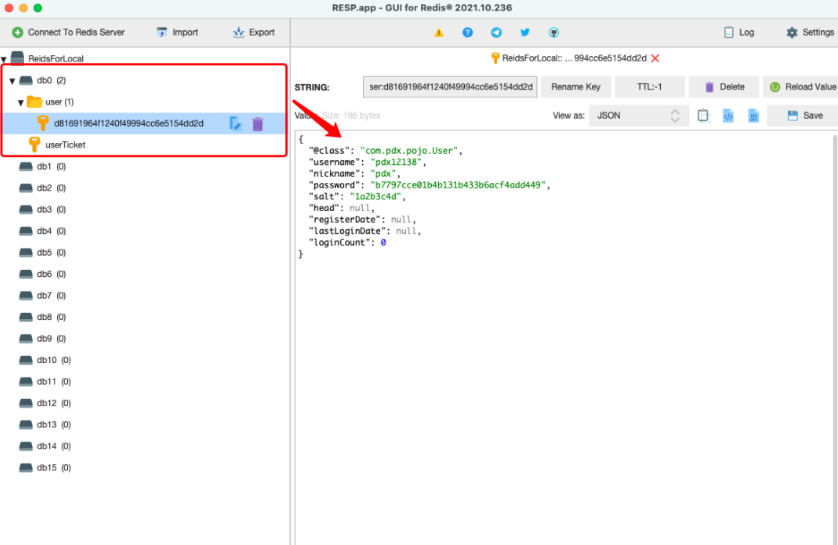 RESP.app - GUI for Redis® 2021.10.236
Connect To Redis Server Import Export Log Settings
ReidsForLocal
db0 (2)
user (1)
d81691964f1240f49994cc6e5154dd2d
userTicket
db1 (0)
db2 (0)
db3 (0)
db4 (0)
db5 (0)
db6 (0)
db7 (0)
db8 (0)
db9 (0)
db10 (0)
db11 (0)
db12 (0)
db13 (0)
db14 (0)
db15 (0)
ReidsForLocal:: ... 994cc6e5154dd2d
STRING: ser:d81691964f1240f49994cc6e5154dd2d Rename Key TTL:-1 Delete Reload Value
Value: Size: 196 bytes View as: JSON Save
{
"@class": "com.pdx.pojo.User",
"username": "pdx12138",
"nickname": "pdx",
"password": "b7797cce01b4b131b433b6acf4add449",
"salt": "1a2b3c4d",
"head": null,
"registerDate": null,
"lastLoginDate": null,
"loginCount": 0
}